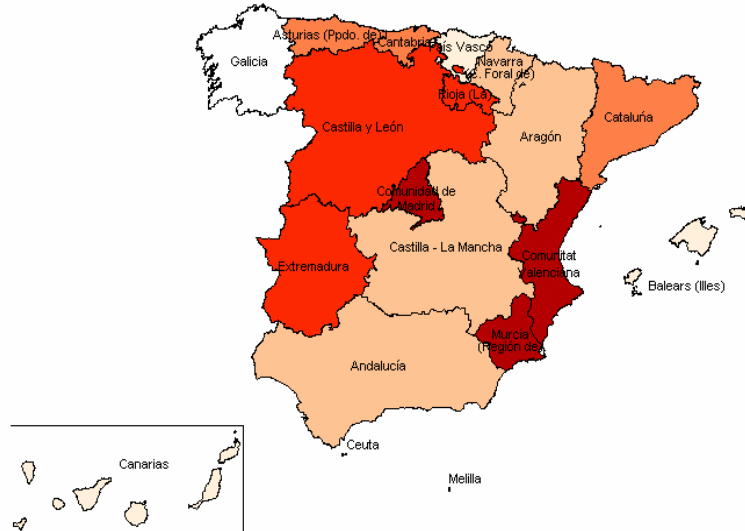 Asturias (Ppdo. de)
Cantabria
País Vasco
Galicia
Navarra
(C. Foral de)
Rioja (La)
Castilla y León
Cataluña
Aragón
Comunidad de
Madrid
Castilla - La Mancha
Comunitat
Valenciana
Extremadura
Balears (Illes)
Murcia
(Región de)
Andalucía
Ceuta
Canarias
Melilla